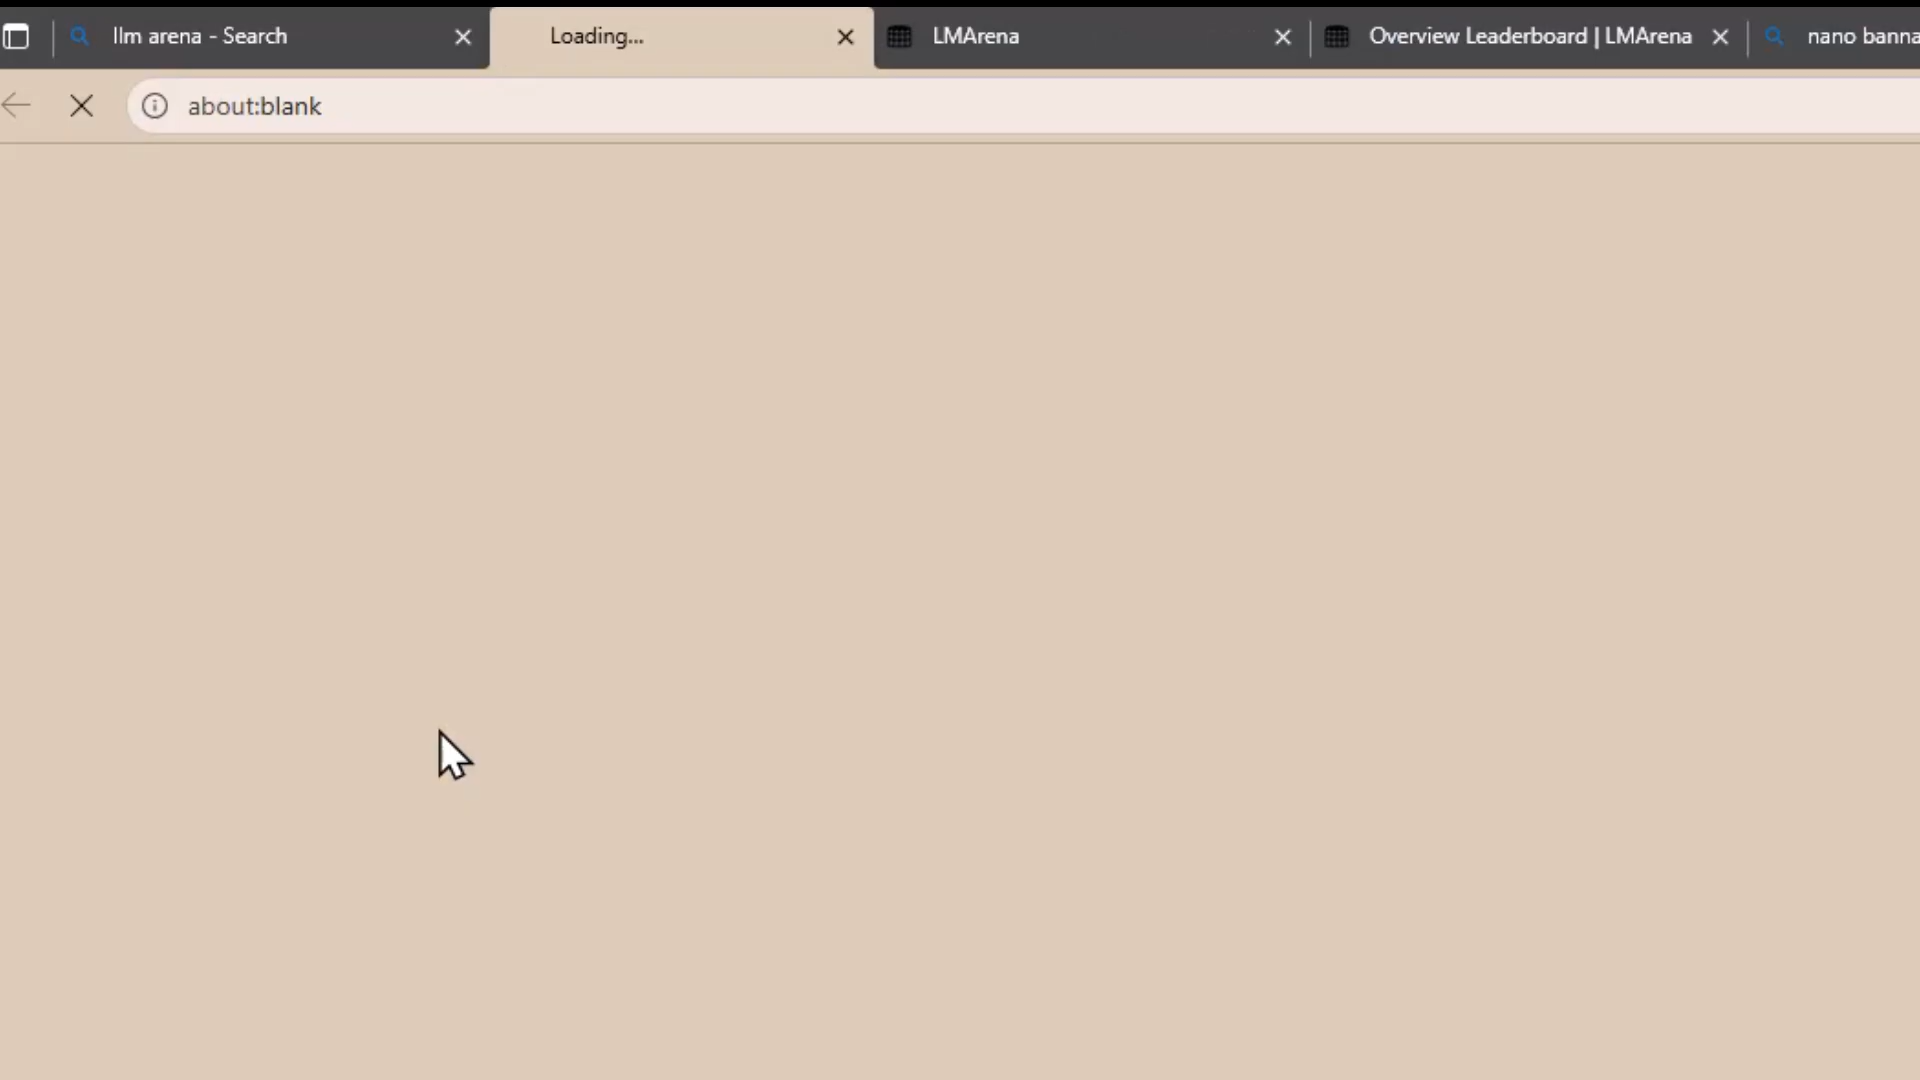 llm arena - Search
Loading...
LMArena
Overview Leaderboard | LMArena
nano banna
about:blank